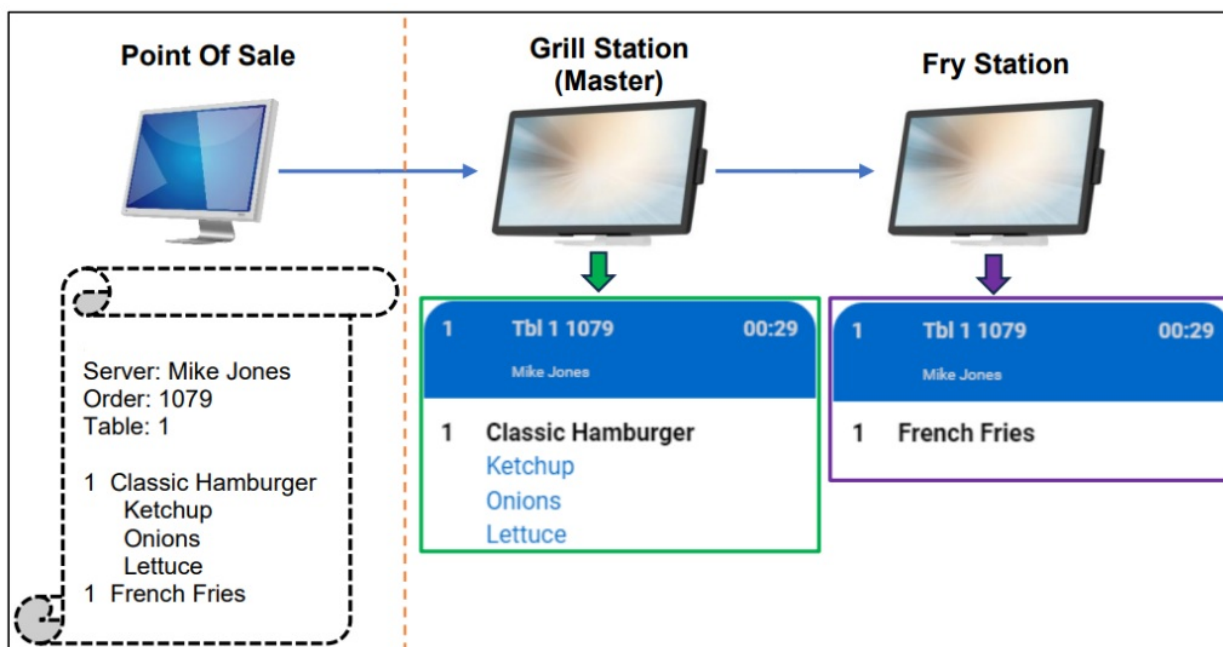 Point Of Sale
Grill Station
(Master)
Fry Station
Server: Mike Jones
Order: 1079
Table: 1
1 Classic Hamburger
Ketchup
Onions
Lettuce
1 French Fries
1 Tbl 1 1079 00:29
Mike Jones
1 Classic Hamburger
Ketchup
Onions
Lettuce
1 Tbl 1 1079 00:29
Mike Jones
1 French Fries